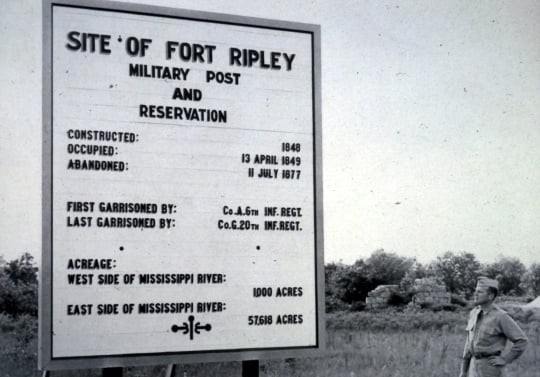 SITE OF FORT RIPLEY
MILITARY POST
AND
RESERVATION
CONSTRUCTED: 1848
OCCUPIED: 13 APRIL 1849
ABANDONED: 11 JULY 1877
FIRST GARRISONED BY: Co.A.6TH INF. REGT.
LAST GARRISONED BY: Co.G.20TH INF. REGT.
ACREAGE:
WEST SIDE OF MISSISSIPPI RIVER:
1,000 ACRES
EAST SIDE OF MISSISSIPPI RIVER:
57,618 ACRES